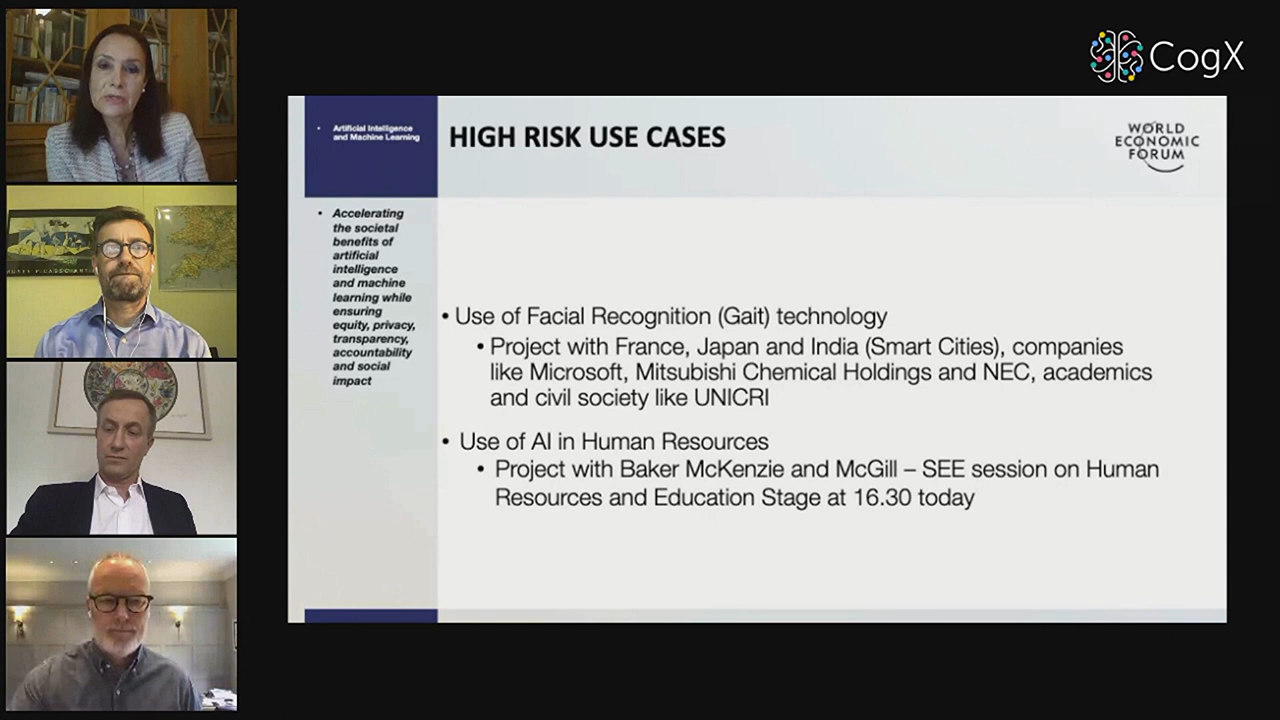 CogX
Artificial Intelligence
and Machine Learning
HIGH RISK USE CASES
WORLD
ECONOMIC
FORUM
• Accelerating
the societal
benefits of
artificial
intelligence
and machine
learning while
ensuring
equity, privacy,
transparency,
accountability
and social
impact
• Use of Facial Recognition (Gait) technology
• Project with France, Japan and India (Smart Cities), companies
like Microsoft, Mitsubishi Chemical Holdings and NEC, academics
and civil society like UNICRI
• Use of AI in Human Resources
• Project with Baker McKenzie and McGill – SEE session on Human
Resources and Education Stage at 16.30 today